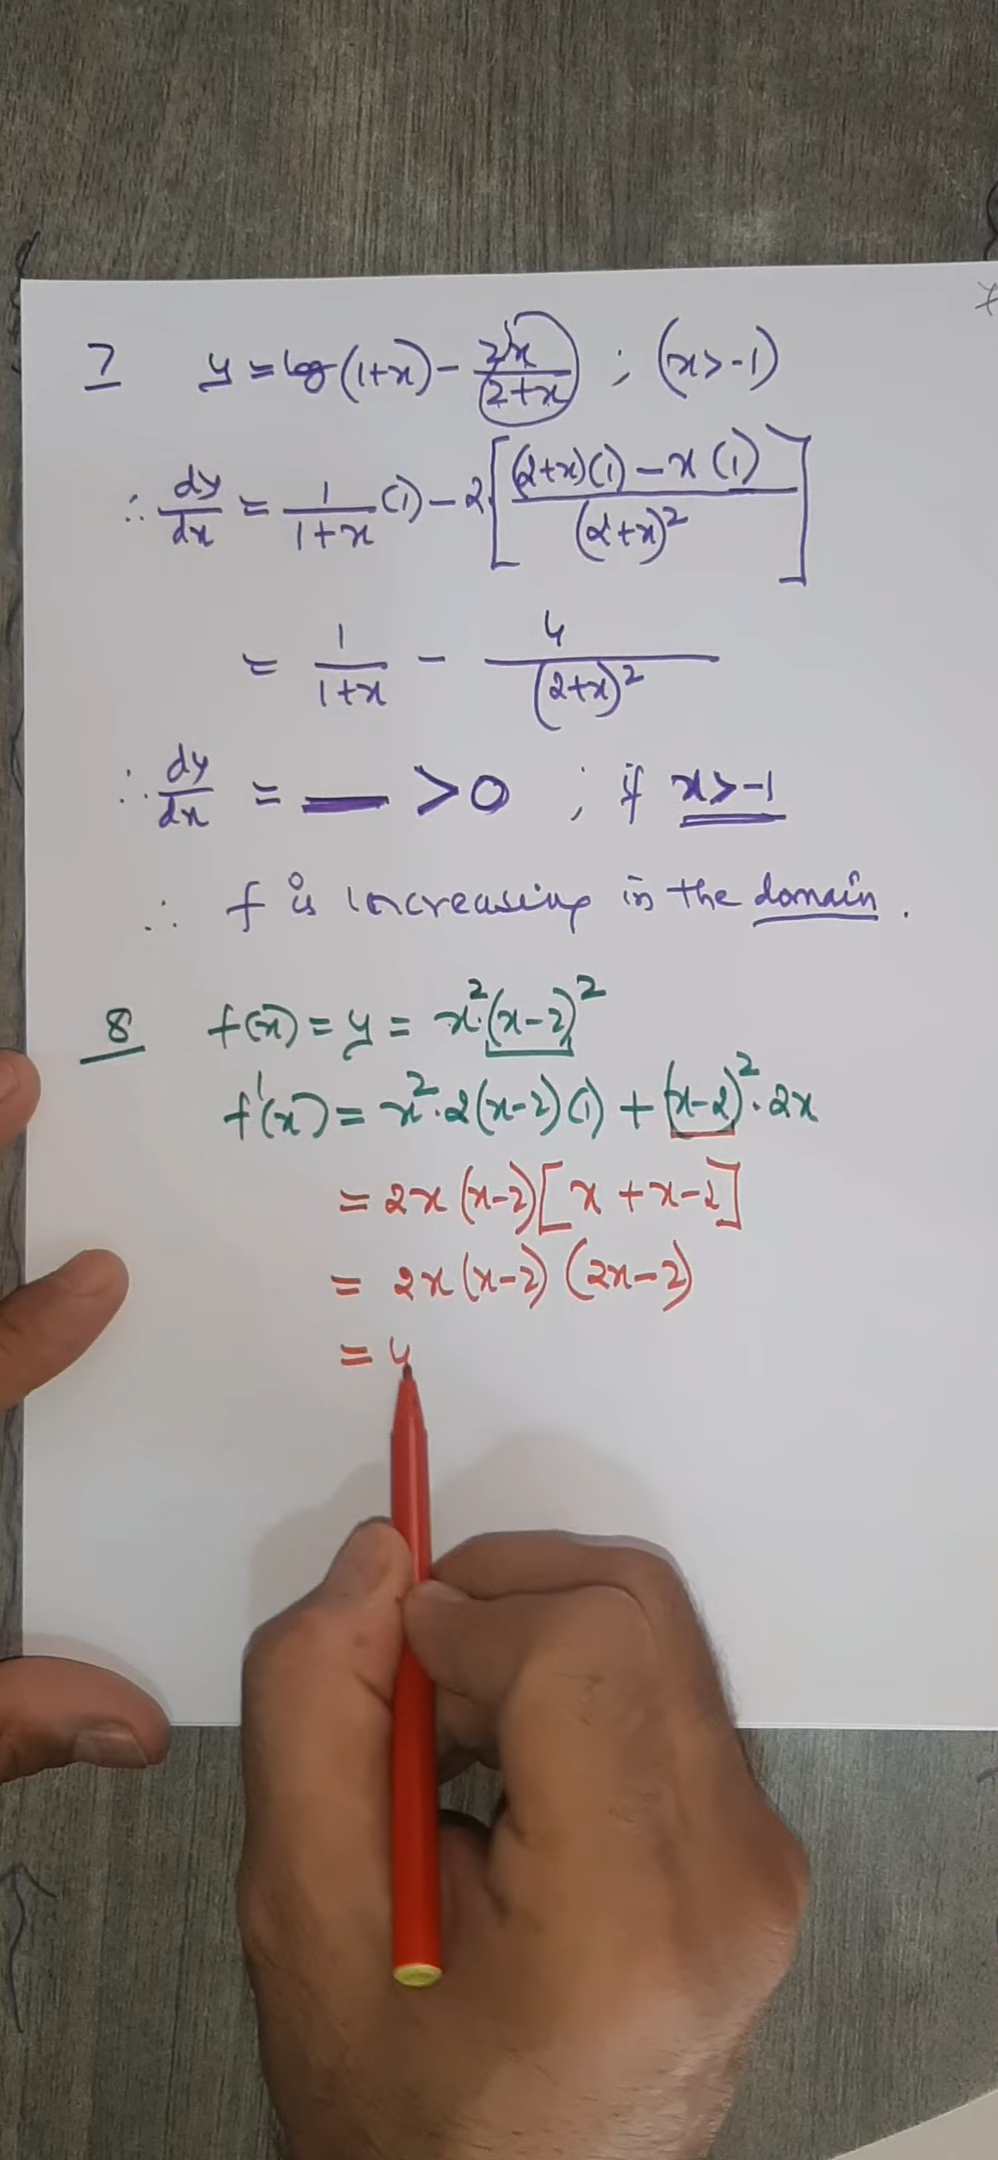 7 y = log(1+x) - 2x/(2+x) ; (x>-1)
∴ dy/dx = 1/(1+x) (1) - 2 [ ((2+x)(1) - x(1)) / (2+x)² ]
= 1/(1+x) - 4/(2+x)²
∴ dy/dx = — > 0 ; if x>-1
∴ f is increasing in the domain.
8 f(x) = y = x²·(x-2)²
f'(x) = x²·2(x-2)(1) + (x-2)²·2x
= 2x(x-2)[x+x-2]
= 2x(x-2)(2x-2)
= 4